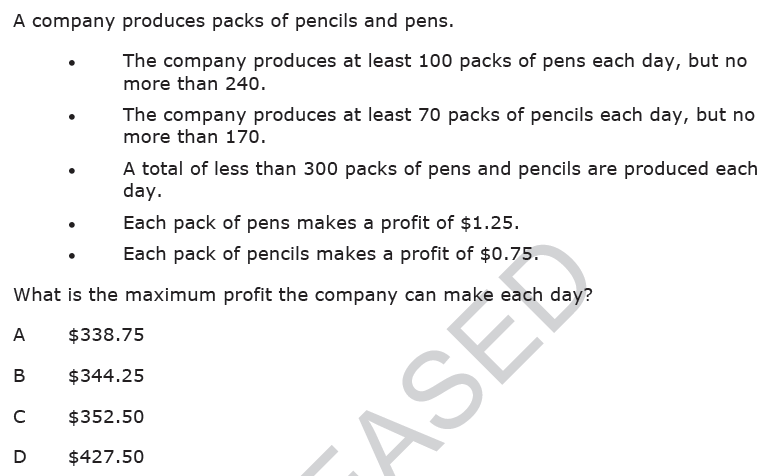 A company produces packs of pencils and pens.
• The company produces at least 100 packs of pens each day, but no
more than 240.
• The company produces at least 70 packs of pencils each day, but no
more than 170.
• A total of less than 300 packs of pens and pencils are produced each
day.
• Each pack of pens makes a profit of $1.25.
• Each pack of pencils makes a profit of $0.75.
What is the maximum profit the company can make each day?
A $338.75
B $344.25
C $352.50
D $427.50
EASED